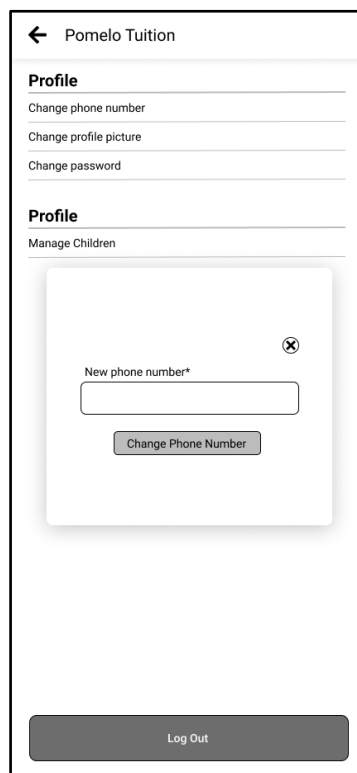 Pomelo Tuition
Profile
Change phone number
Change profile picture
Change password
Profile
Manage Children
New phone number*
Change Phone Number
Log Out